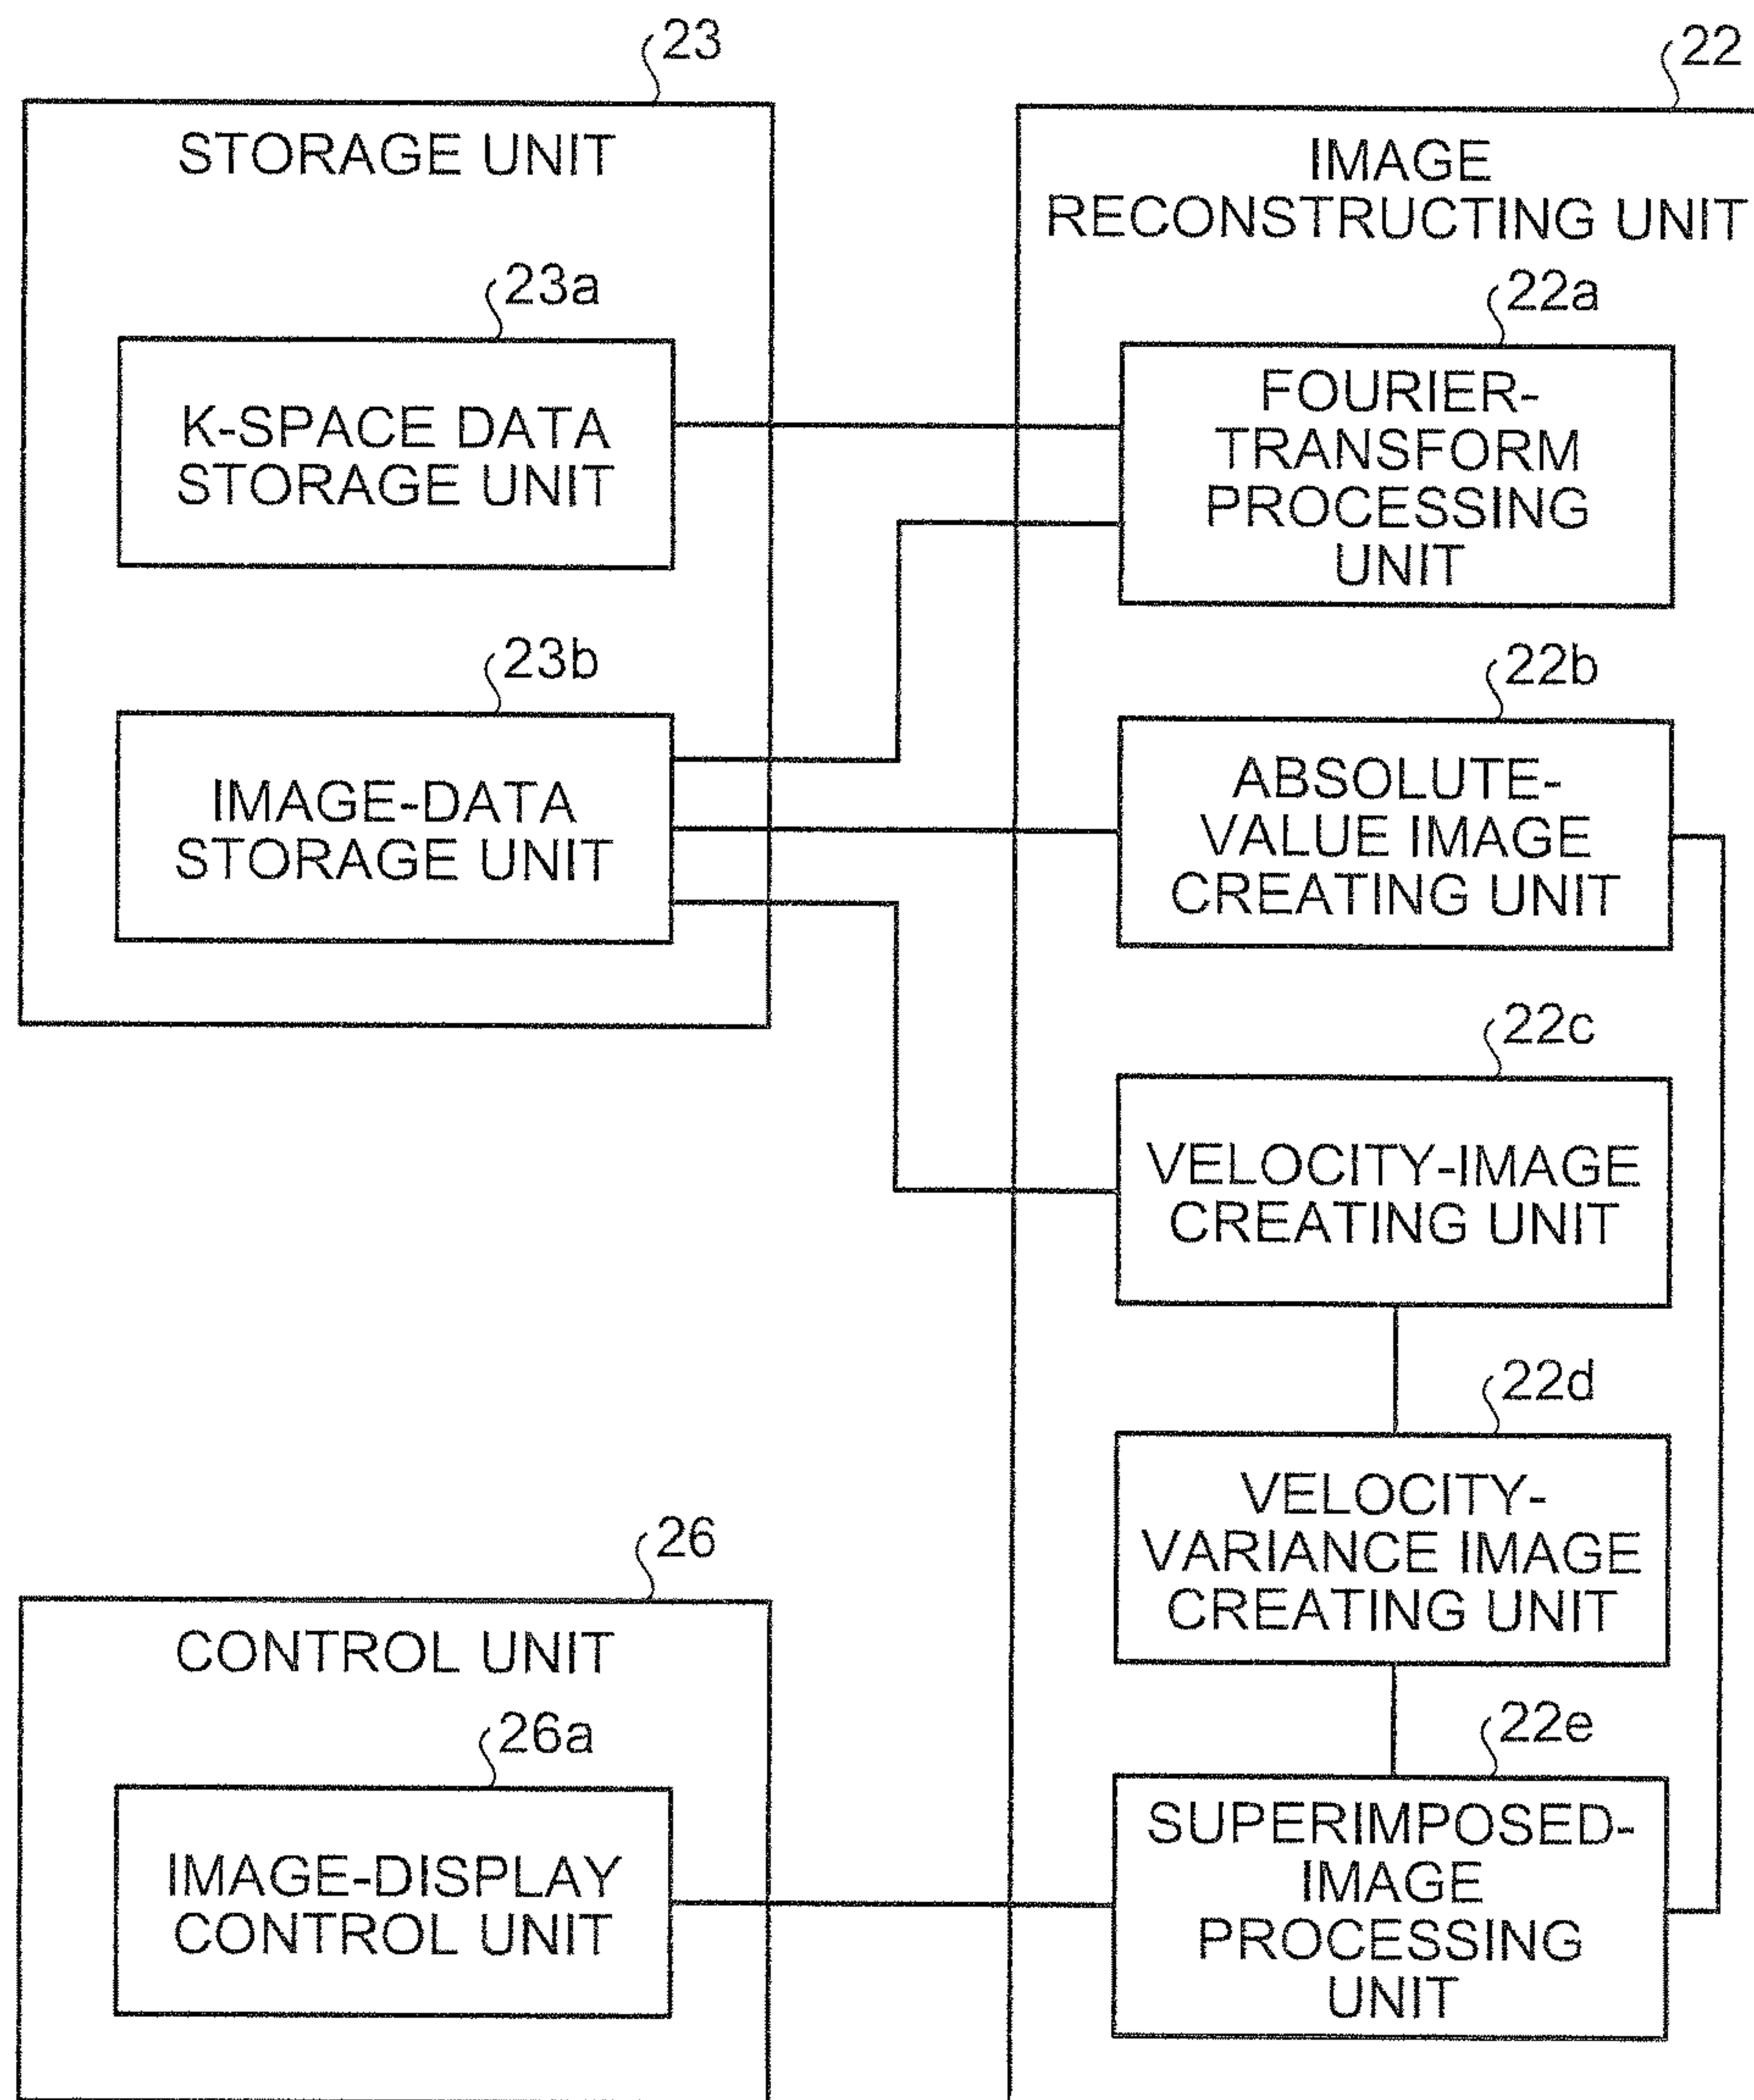 23
STORAGE UNIT
23a
K-SPACE DATA
STORAGE UNIT
23b
IMAGE-DATA
STORAGE UNIT
22
IMAGE
RECONSTRUCTING UNIT
22a
FOURIER-
TRANSFORM
PROCESSING
UNIT
22b
ABSOLUTE-
VALUE IMAGE
CREATING UNIT
22c
VELOCITY-IMAGE
CREATING UNIT
22d
VELOCITY-
VARIANCE IMAGE
CREATING UNIT
22e
SUPERIMPOSED-
IMAGE
PROCESSING
UNIT
26
CONTROL UNIT
26a
IMAGE-DISPLAY
CONTROL UNIT